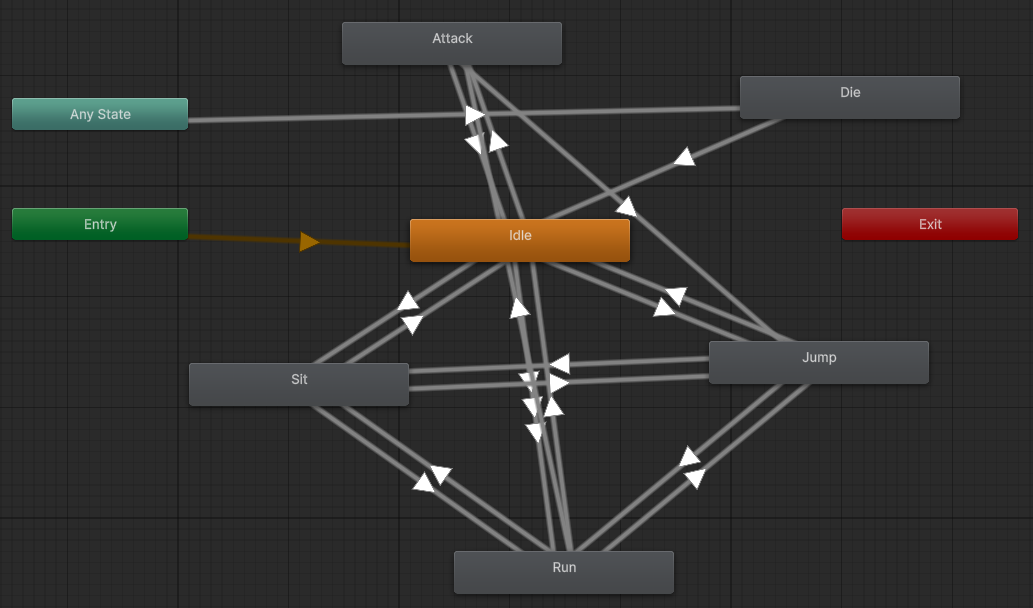 Attack
Die
Any State
Entry
Idle
Exit
Jump
Sit
Run